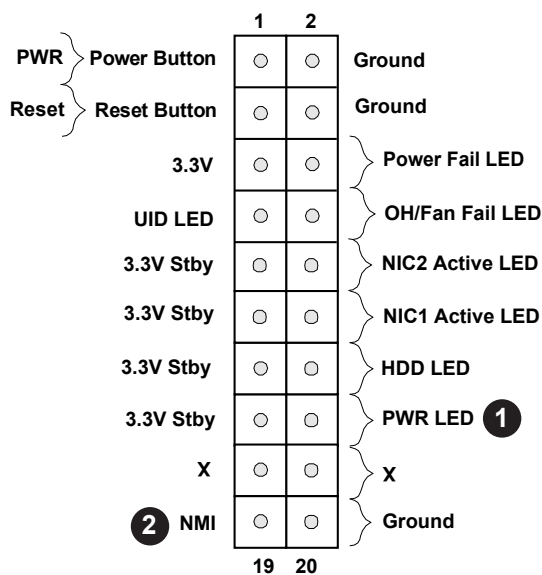 1 2
PWR Power Button Ground
Reset Reset Button Ground
3.3V Power Fail LED
UID LED OH/Fan Fail LED
3.3V Stby NIC2 Active LED
3.3V Stby NIC1 Active LED
3.3V Stby HDD LED
3.3V Stby PWR LED 1
X X
2 NMI Ground
19 20